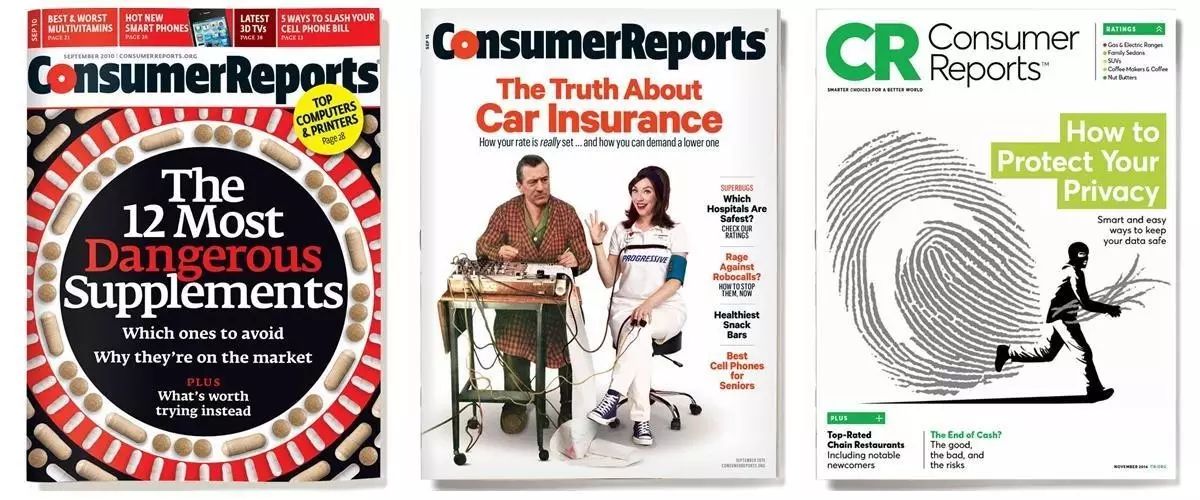 SEP 10
BEST & WORST
MULTIVITAMINS
PAGE 21
HOT NEW
SMART PHONES
PAGE 26
LATEST
3D TVs
PAGE 38
5 WAYS TO SLASH YOUR
CELL PHONE BILL
PAGE 13
SEPTEMBER 2010 | CONSUMERREPORTS.ORG
ConsumerReports
TOP
COMPUTERS
& PRINTERS
Page 28
The
12 Most
Dangerous
Supplements
Which ones to avoid
Why they're on the market
PLUS
What's worth
trying instead
SEP 15
ConsumerReports
The Truth About
Car Insurance
How your rate is really set ... and how you can demand a lower one
SUPERBUGS
Which
Hospitals Are
Safest?
CHECK OUR
RATINGS
Rage
Against
Robocalls?
HOW TO STOP
THEM, NOW
Healthiest
Snack
Bars
Best
Cell Phones
for
Seniors
PROGRESSIVE
SEPTEMBER 2015
CONSUMERREPORTS.ORG
CR Consumer
Reports™
SMARTER CHOICES FOR A BETTER WORLD
RATINGS
Gas & Electric Ranges
Family Sedans
SUVs
Coffee Makers & Coffee
Nut Butters
How to
Protect Your
Privacy
Smart and easy
ways to keep
your data safe
PLUS +
Top-Rated
Chain Restaurants
Including notable
newcomers
The End of Cash?
The good,
the bad, and
the risks
NOVEMBER 2016